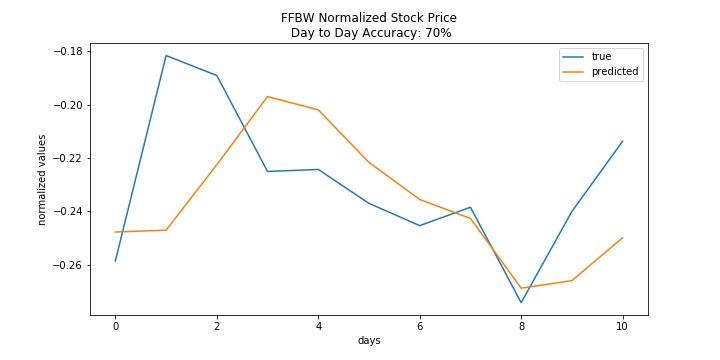 FFBW Normalized Stock Price
Day to Day Accuracy: 70%
true
predicted
normalized values
−0.18
−0.20
−0.22
−0.24
−0.26
0 2 4 6 8 10
days